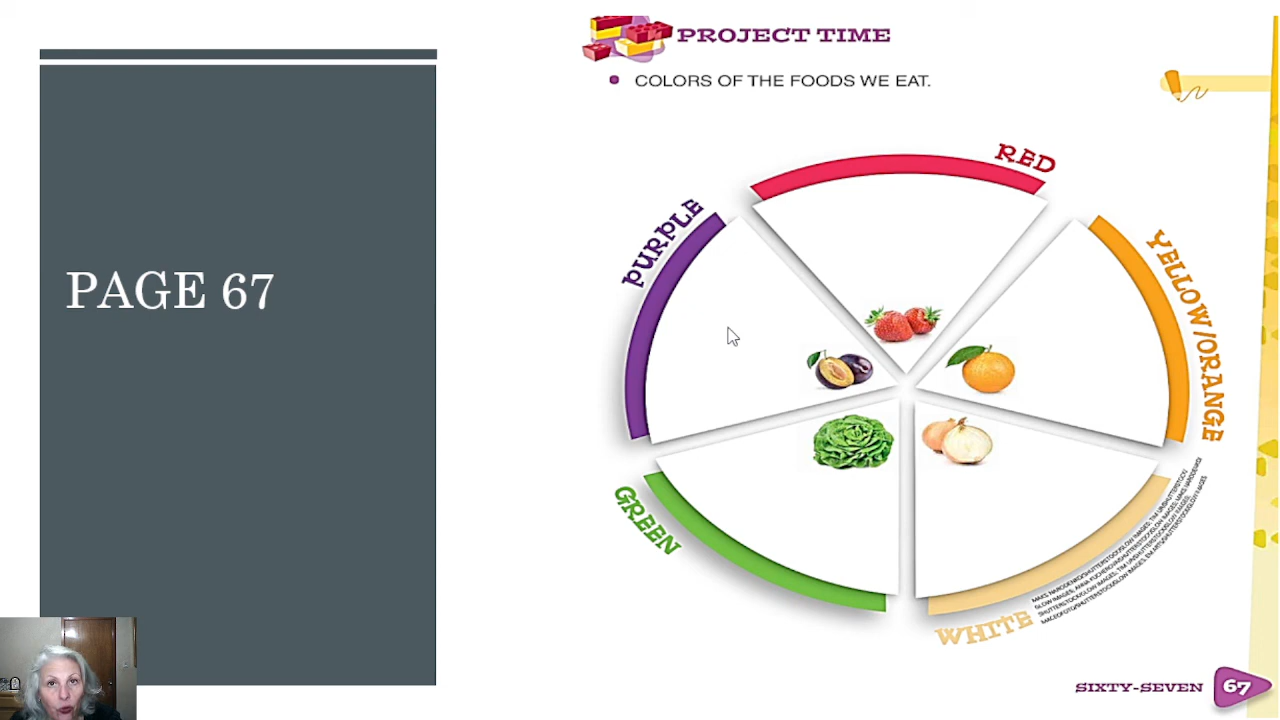 PAGE 67
PROJECT TIME
COLORS OF THE FOODS WE EAT.
RED
PURPLE
YELLOW/ORANGE
GREEN
WHITE
SIXTY-SEVEN 67